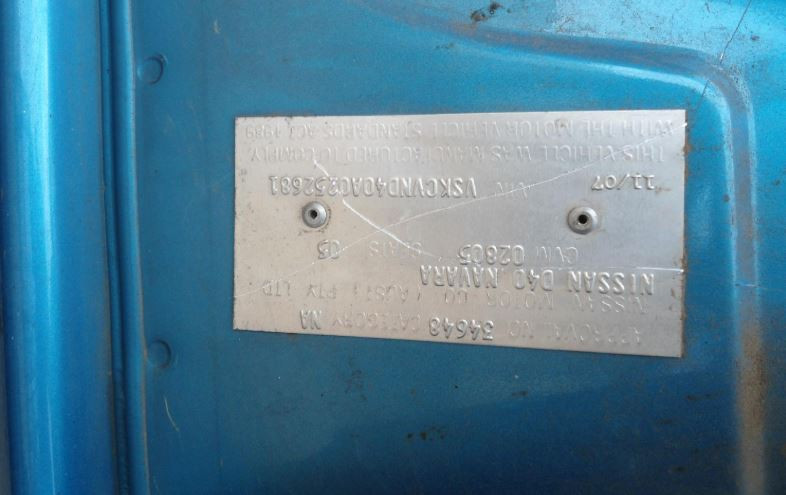 APPROVAL NO. 34648 CATEGORY NA
NISSAN MOTOR CO. (AUST) PTY LTD
NISSAN D40 NAVARA
GVM 02805 SEATS 05
11/07 VIN VSKCVND40A0252681
THIS VEHICLE WAS MANUFACTURED TO COMPLY
WITH THE MOTOR VEHICLE STANDARDS ACT 1989